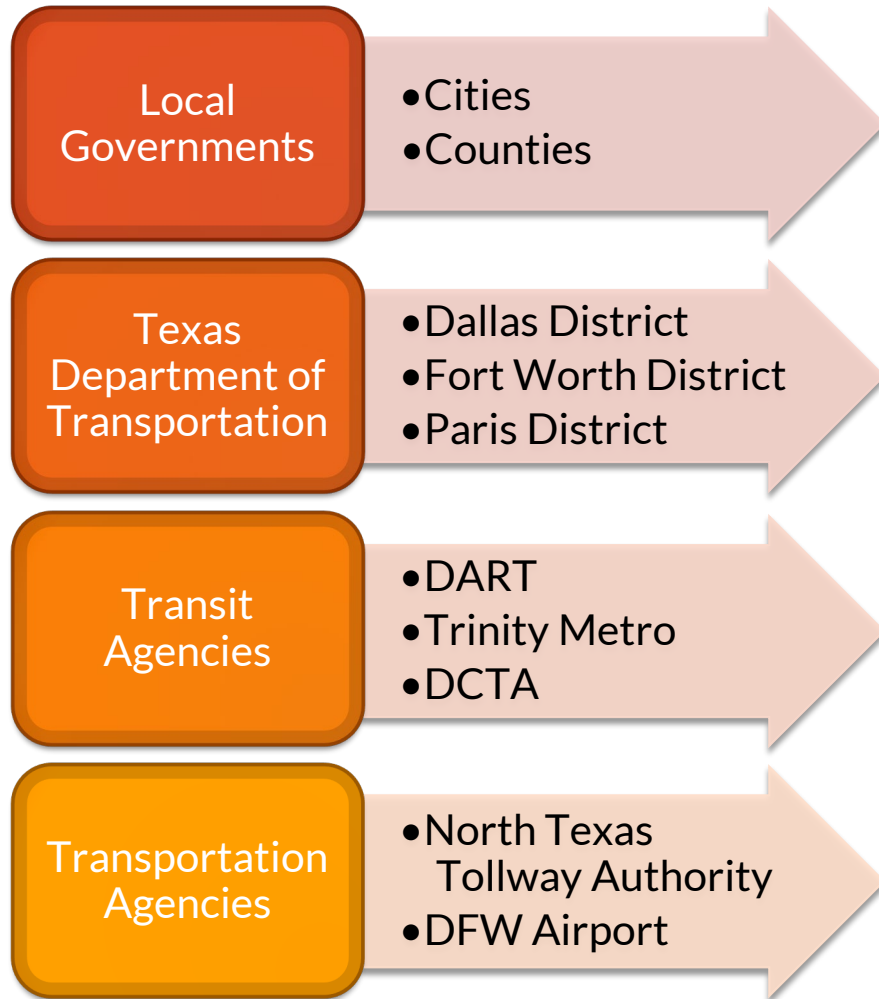 Local
Governments
•Cities
•Counties
Texas
Department of
Transportation
•Dallas District
•Fort Worth District
•Paris District
Transit
Agencies
•DART
•Trinity Metro
•DCTA
Transportation
Agencies
•North Texas
Tollway Authority
•DFW Airport